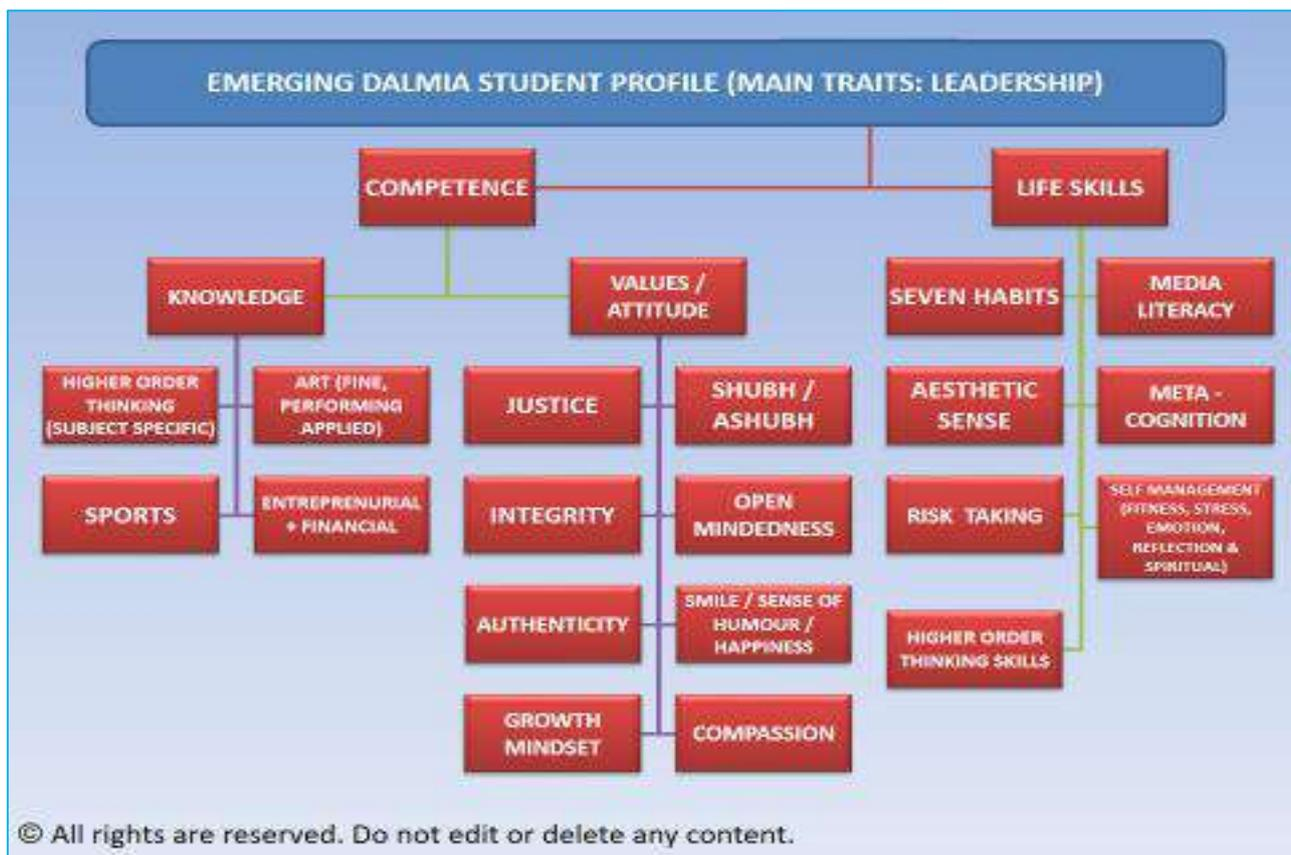 EMERGING DALMIA STUDENT PROFILE (MAIN TRAITS: LEADERSHIP)
COMPETENCE
LIFE SKILLS
KNOWLEDGE
VALUES /
ATTITUDE
SEVEN HABITS
MEDIA
LITERACY
HIGHER ORDER
THINKING
(SUBJECT SPECIFIC)
ART (FINE,
PERFORMING
APPLIED)
JUSTICE
SHUBH /
ASHUBH
AESTHETIC
SENSE
META -
COGNITION
SPORTS
ENTREPRENURIAL
+ FINANCIAL
INTEGRITY
OPEN
MINDEDNESS
RISK TAKING
SELF MANAGEMENT
(FITNESS, STRESS,
EMOTION,
REFLECTION &
SPIRITUAL)
AUTHENTICITY
SMILE / SENSE OF
HUMOUR /
HAPPINESS
HIGHER ORDER
THINKING SKILLS
GROWTH
MINDSET
COMPASSION
© All rights are reserved. Do not edit or delete any content.